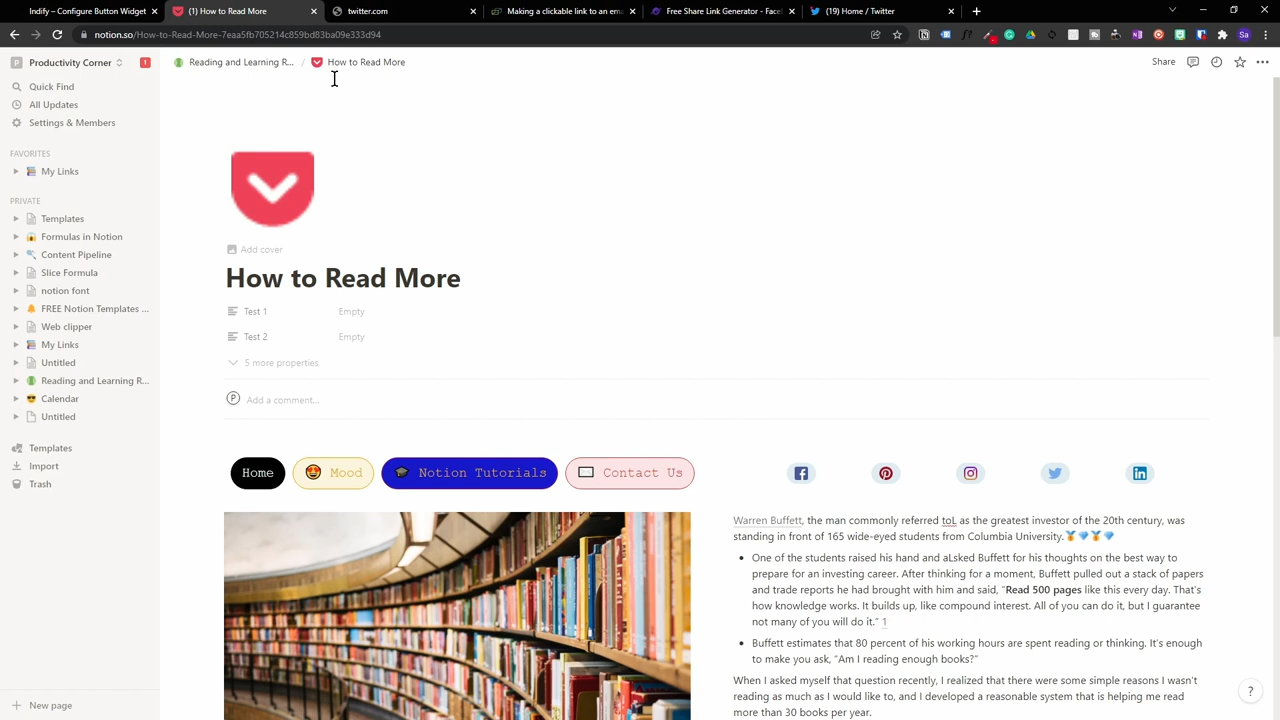 Indify – Configure Button Widget
(1) How to Read More
twitter.com
Making a clickable link to an em
Free Share Link Generator - Face
(19) Home / Twitter
notion.so/How-to-Read-More-7eaa5fb705214c859bd83ba09e333d94
P Productivity Corner 1
Reading and Learning R... / How to Read More
Share
Quick Find
All Updates
Settings & Members
FAVORITES
My Links
PRIVATE
Templates
Formulas in Notion
Content Pipeline
Slice Formula
notion font
FREE Notion Templates ...
Web clipper
My Links
Untitled
Reading and Learning R...
Calendar
Untitled
Templates
Import
Trash
New page
Add cover
How to Read More
Test 1 Empty
Test 2 Empty
5 more properties
P Add a comment...
Home Mood Notion Tutorials Contact Us
Warren Buffett, the man commonly referred toL as the greatest investor of the 20th century, was
standing in front of 165 wide-eyed students from Columbia University.🏅💎🏅💎
• One of the students raised his hand and aLsked Buffett for his thoughts on the best way to
prepare for an investing career. After thinking for a moment, Buffett pulled out a stack of papers
and trade reports he had brought with him and said, “Read 500 pages like this every day. That’s
how knowledge works. It builds up, like compound interest. All of you can do it, but I guarantee
not many of you will do it.” 1
• Buffett estimates that 80 percent of his working hours are spent reading or thinking. It’s enough
to make you ask, “Am I reading enough books?”
When I asked myself that question recently, I realized that there were some simple reasons I wasn’t
reading as much as I would like to, and I developed a reasonable system that is helping me read
more than 30 books per year.
?